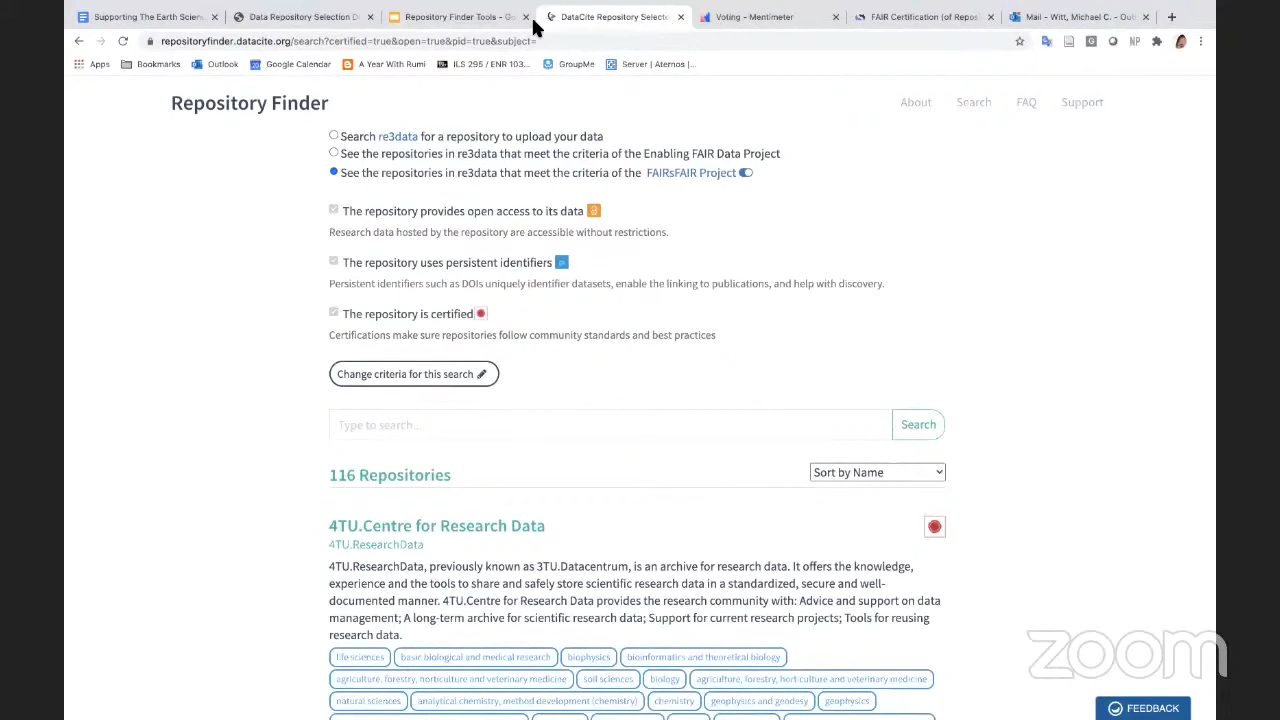 Supporting The Earth Scien
Data Repository Selection D
Repository Finder Tools - Go
DataCite Repository Selecto
Voting - Mentimeter
FAIR Certification (of Repos
Mail - Witt, Michael C. - Out
repositoryfinder.datacite.org/search?certified=true&open=true&pid=true&subject=
NP
Apps
Bookmarks
Outlook
Google Calendar
A Year With Rumi
ILS 295 / ENR 103...
GroupMe
Server | Aternos |...
Repository Finder
About
Search
FAQ
Support
Search re3data for a repository to upload your data
See the repositories in re3data that meet the criteria of the Enabling FAIR Data Project
See the repositories in re3data that meet the criteria of the FAIRsFAIR Project
The repository provides open access to its data
Research data hosted by the repository are accessible without restrictions.
The repository uses persistent identifiers
Persistent identifiers such as DOIs uniquely identifier datasets, enable the linking to publications, and help with discovery.
The repository is certified
Certifications make sure repositories follow community standards and best practices
Change criteria for this search
Type to search...
Search
116 Repositories
Sort by Name
4TU.Centre for Research Data
4TU.ResearchData
4TU.ResearchData, previously known as 3TU.Datacentrum, is an archive for research data. It offers the knowledge,
experience and the tools to share and safely store scientific research data in a standardized, secure and well-
documented manner. 4TU.Centre for Research Data provides the research community with: Advice and support on data
management; A long-term archive for scientific research data; Support for current research projects; Tools for reusing
research data.
life sciences
basic biological and medical research
biophysics
bioinformatics and theoretical biology
agriculture, forestry, horticulture and veterinary medicine
soil sciences
biology
agriculture, forestry, horticulture and veterinary medicine
natural sciences
analytical chemistry, method development (chemistry)
chemistry
geophysics and geodesy
geophysics
zoom
FEEDBACK